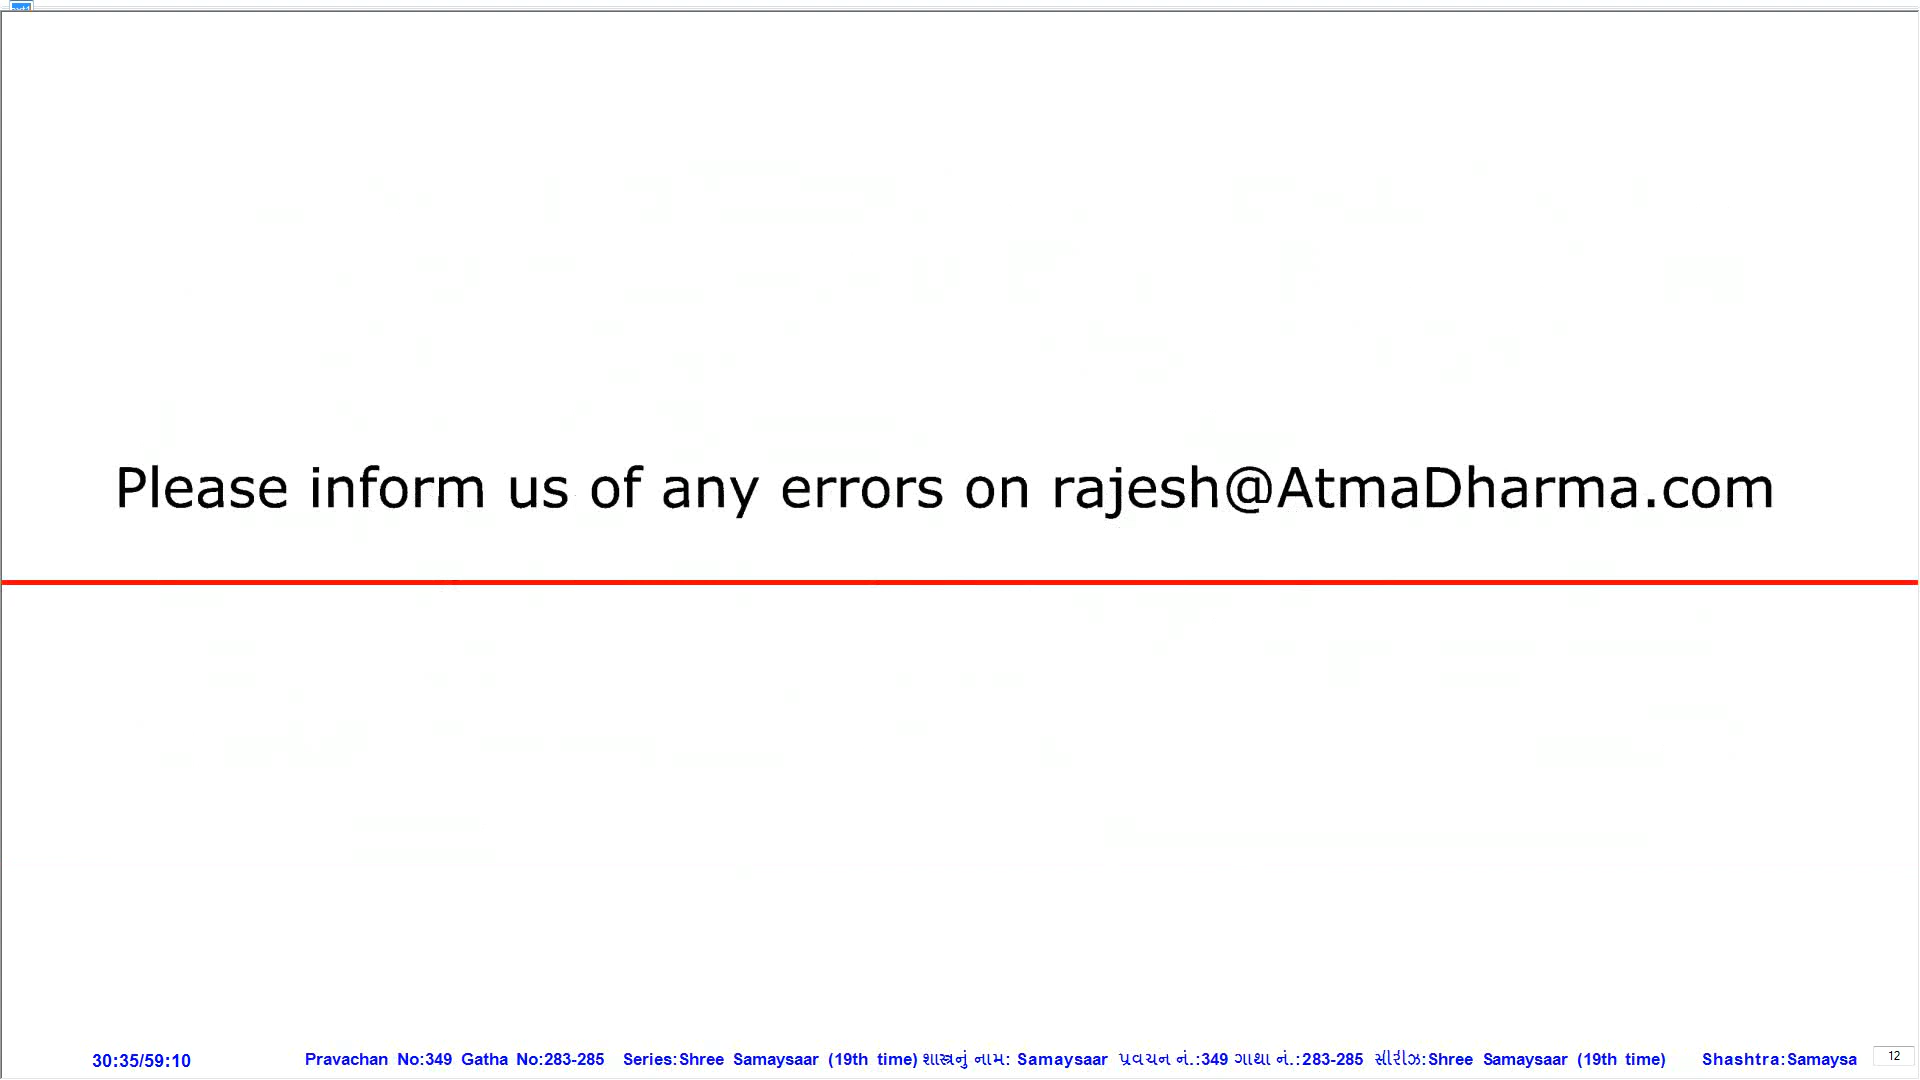 Please inform us of any errors on rajesh@AtmaDharma.com
30:35/59:10 Pravachan No:349 Gatha No:283-285 Series:Shree Samaysaar (19th time) શાસ્ત્રનું નામ: Samaysaar પ્રવચન નં.:349 ગાથા નં.:283-285 સીરીઝ:Shree Samaysaar (19th time) Shashtra:Samaysa 12